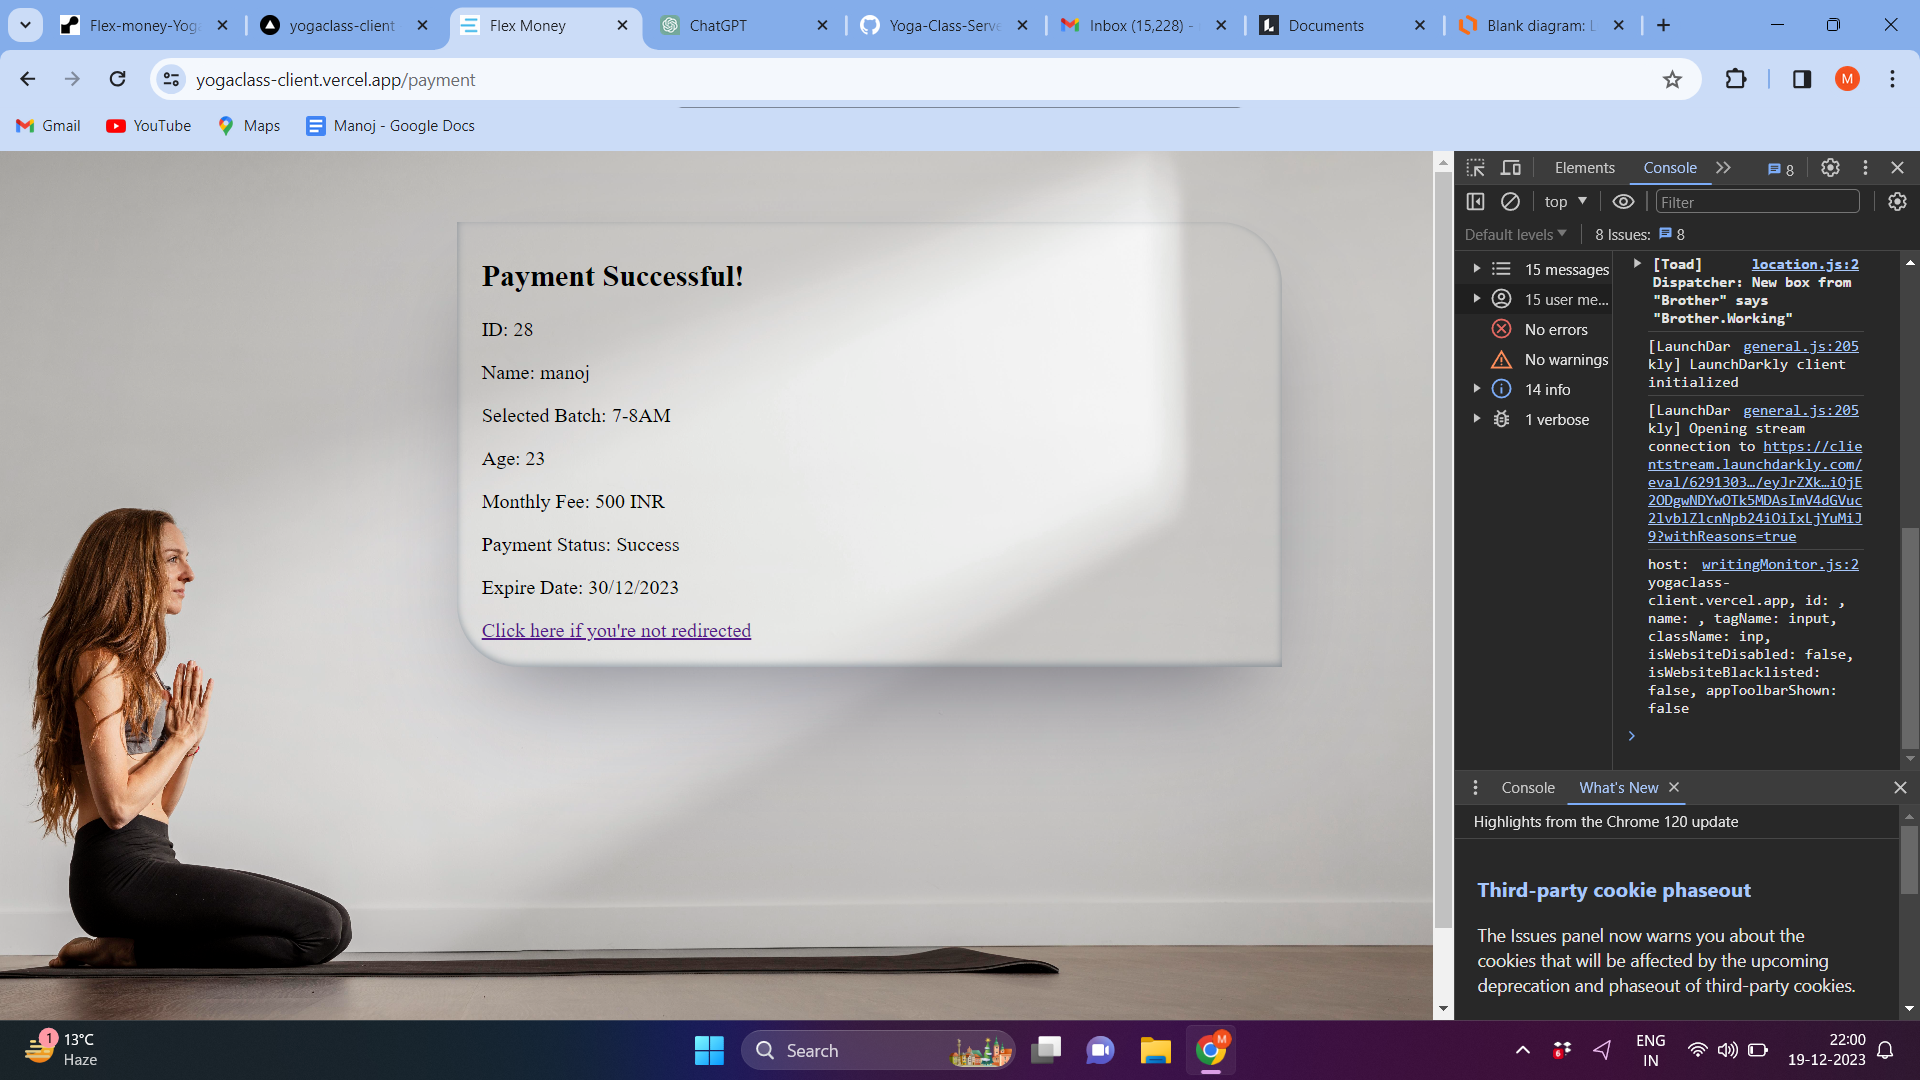 Flex-money-Yoga
yogaclass-client
Flex Money
ChatGPT
Yoga-Class-Serve
Inbox (15,228) -
Documents
Blank diagram: L
yogaclass-client.vercel.app/payment
M
Gmail
YouTube
Maps
Manoj - Google Docs
Payment Successful!
ID: 28
Name: manoj
Selected Batch: 7-8AM
Age: 23
Monthly Fee: 500 INR
Payment Status: Success
Expire Date: 30/12/2023
Click here if you're not redirected
Elements
Console
8
top
Filter
Default levels
8 Issues: 8
15 messages
15 user me...
No errors
No warnings
14 info
1 verbose
[Toad] location.js:2
Dispatcher: New box from
"Brother" says
"Brother.Working"
[LaunchDar general.js:205
kly] LaunchDarkly client
initialized
[LaunchDar general.js:205
kly] Opening stream
connection to https://clie
ntstream.launchdarkly.com/
eval/6291303…/eyJrZXk…iOjE
2ODgwNDYwOTk5MDAsImV4dGVuc
2lvblZlcnNpb24iOiIxLjYuMiJ
9?withReasons=true
host: writingMonitor.js:2
yogaclass-
client.vercel.app, id: ,
name: , tagName: input,
className: inp,
isWebsiteDisabled: false,
isWebsiteBlacklisted:
false, appToolbarShown:
false
Console
What's New
Highlights from the Chrome 120 update
Third-party cookie phaseout
The Issues panel now warns you about the
cookies that will be affected by the upcoming
deprecation and phaseout of third-party cookies.
1
13°C
Haze
Search
M
6
ENG
IN
22:00
19-12-2023